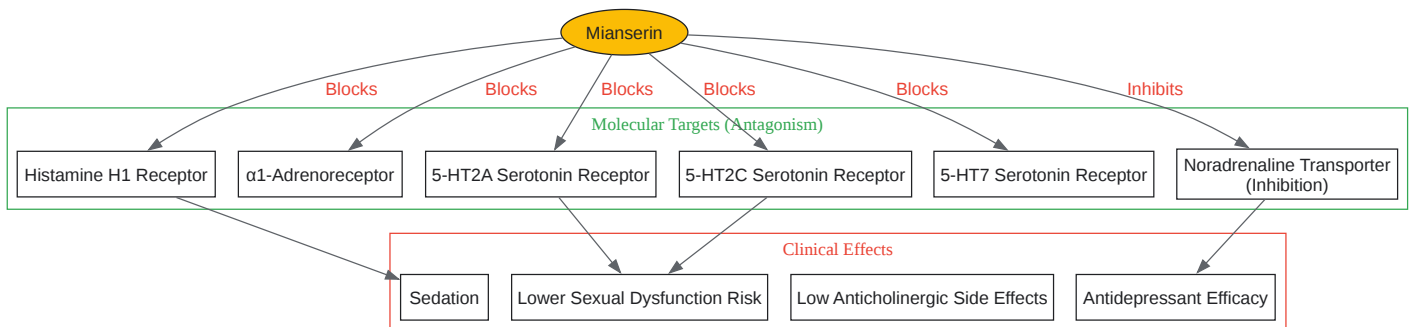 Mianserin
Blocks
Blocks
Blocks
Blocks
Blocks
Inhibits
Molecular Targets (Antagonism)
Histamine H1 Receptor
α1-Adrenoreceptor
5-HT2A Serotonin Receptor
5-HT2C Serotonin Receptor
5-HT7 Serotonin Receptor
Noradrenaline Transporter
(Inhibition)
Clinical Effects
Sedation
Lower Sexual Dysfunction Risk
Low Anticholinergic Side Effects
Antidepressant Efficacy